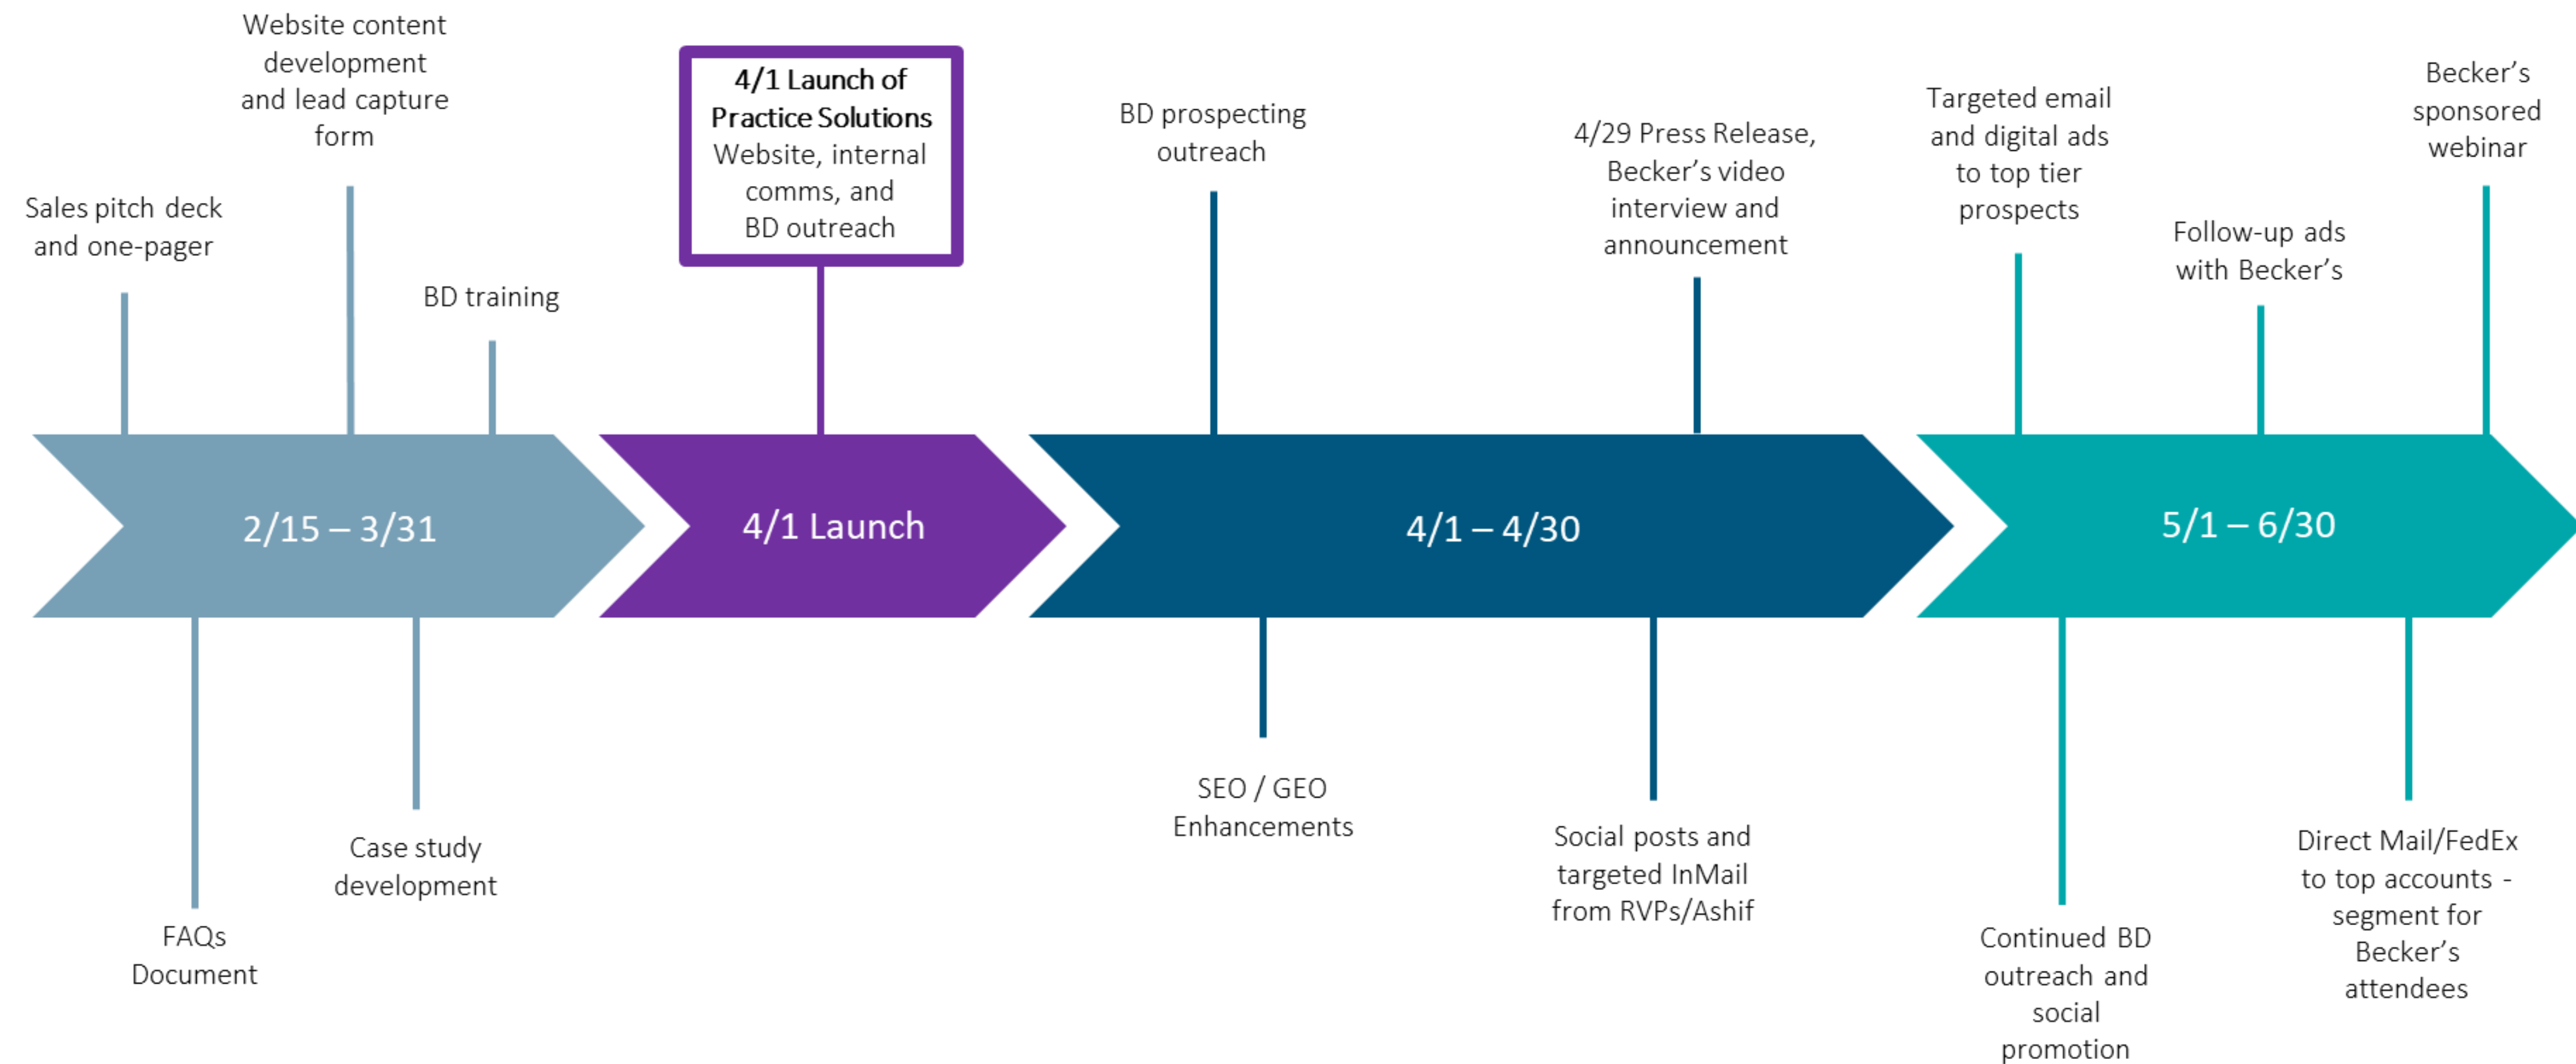 Website content
development
and lead capture
form
Sales pitch deck
and one-pager
BD training
4/1 Launch of
Practice Solutions
Website, internal
comms, and
BD outreach
BD prospecting
outreach
4/29 Press Release,
Becker’s video
interview and
announcement
Targeted email
and digital ads
to top tier
prospects
Follow-up ads
with Becker’s
Becker’s
sponsored
webinar
2/15 – 3/31
4/1 Launch
4/1 – 4/30
5/1 – 6/30
FAQs
Document
Case study
development
SEO / GEO
Enhancements
Social posts and
targeted InMail
from RVPs/Ashif
Continued BD
outreach and
social
promotion
Direct Mail/FedEx
to top accounts -
segment for
Becker’s
attendees